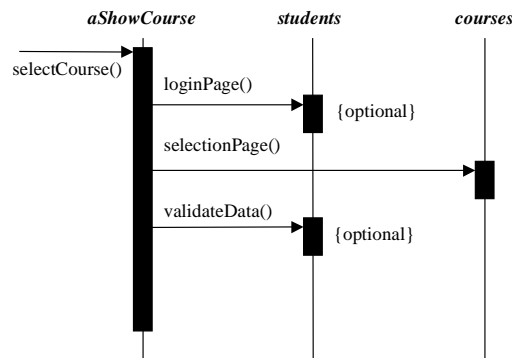 aShowCourse students courses
selectCourse()
loginPage()
{optional}
selectionPage()
validateData()
{optional}